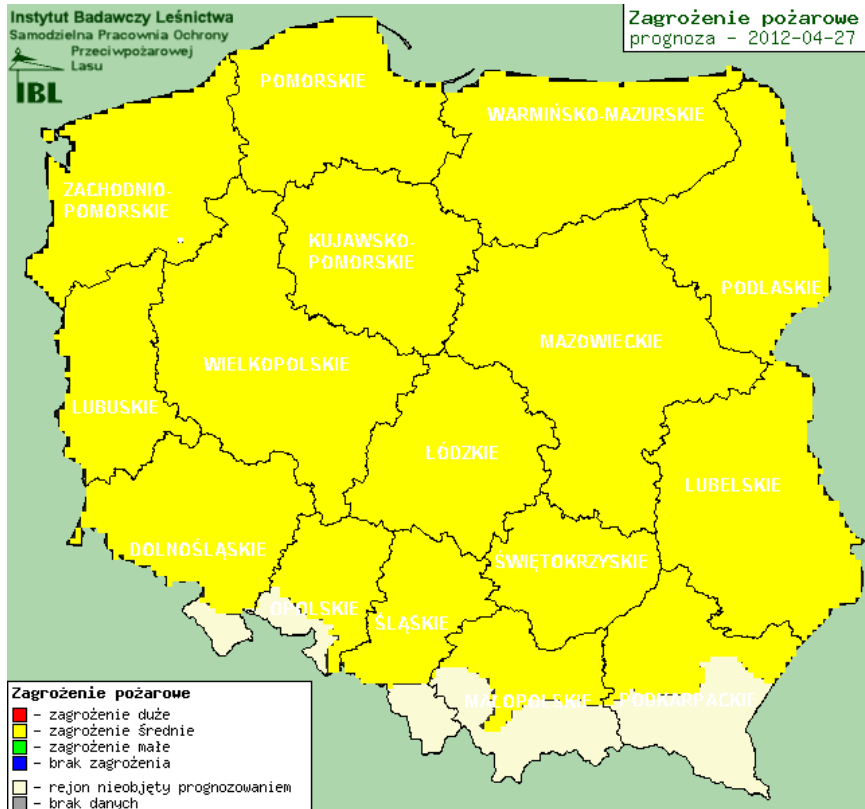 Instytut Badawczy Leśnictwa
Samodzielna Pracownia Ochrony
Przeciwpożarowej
Lasu
IBL
Zagrożenie pożarowe
prognoza - 2012-04-27
POMORSKIE
WARMIŃSKO-MAZURSKIE
ZACHODNIO-
POMORSKIE
KUJAWSKO-
POMORSKIE
PODLASKIE
MAZOWIECKIE
WIELKOPOLSKIE
LUBUSKIE
ŁÓDZKIE
LUBELSKIE
DOLNOŚLĄSKIE
ŚWIĘTOKRZYSKIE
OPOLSKIE
ŚLĄSKIE
MAŁOPOLSKIE
PODKARPACKIE
Zagrożenie pożarowe
- zagrożenie duże
- zagrożenie średnie
- zagrożenie małe
- brak zagrożenia
- rejon nieobjęty prognozowaniem
- brak danych